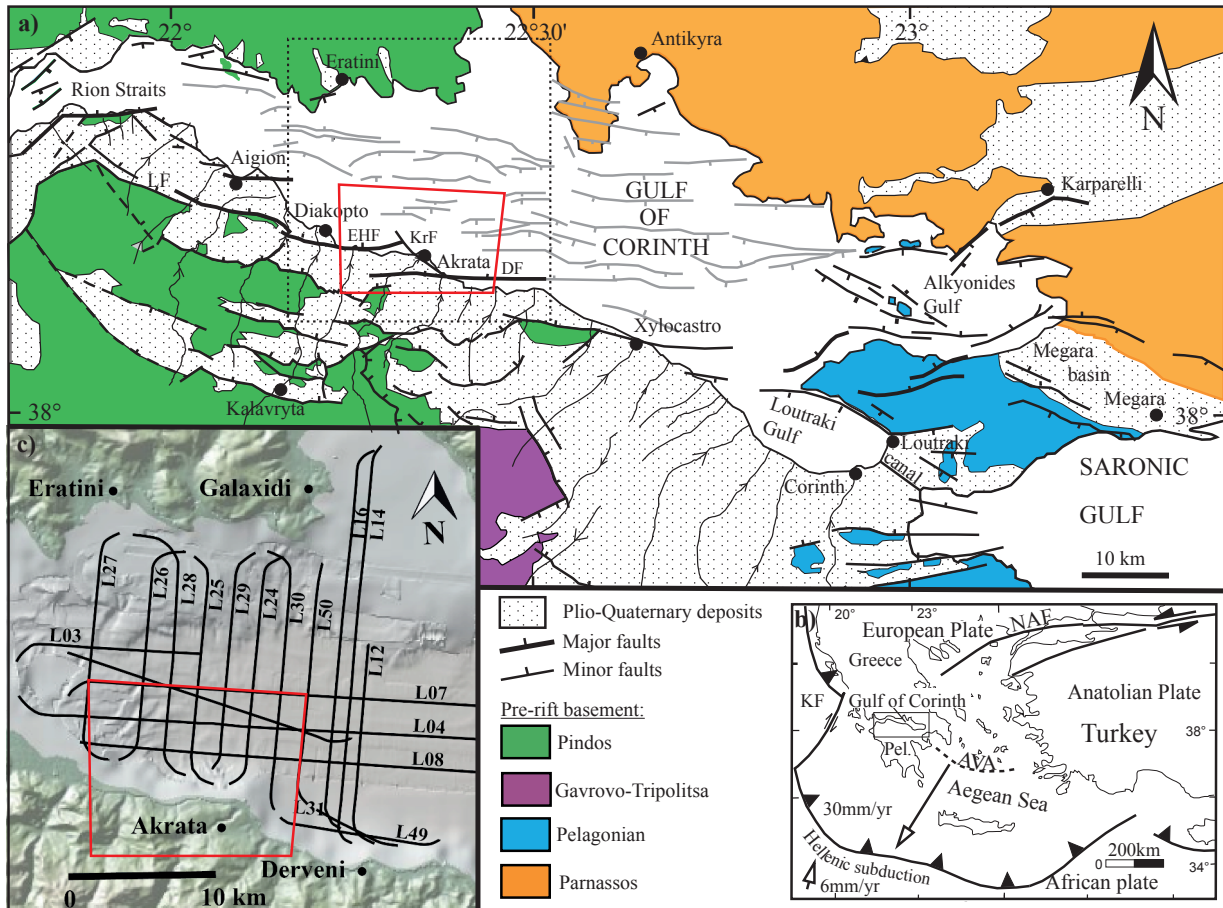 a)
22°
22°30'
23°
Eratini
Antikyra
N
Rion Straits
Aigion
LF
Karparelli
GULF
OF
CORINTH
Diakopto
EHF
KrF
Akrata
DF
Alkyonides
Gulf
Xylocastro
Megara
basin
Megara
38°
38°
Kalavryta
Loutraki
Gulf
Loutraki
canal
Corinth
SARONIC
GULF
10 km
c)
Eratini
Galaxidi
N
L16
L14
L27
L26
L28
L25
L29
L24
L30
L50
L03
L12
L07
L04
L08
L31
L49
Akrata
Derveni
0
10 km
Plio-Quaternary deposits
Major faults
Minor faults
Pre-rift basement:
Pindos
Gavrovo-Tripolitsa
Pelagonian
Parnassos
b)
20°
23°
European Plate
NAF
Greece
Anatolian Plate
KF
Gulf of Corinth
Turkey
38°
Pel.
AVA
Aegean Sea
30mm/yr
Hellenic subduction
200km
34°
6mm/yr
African plate